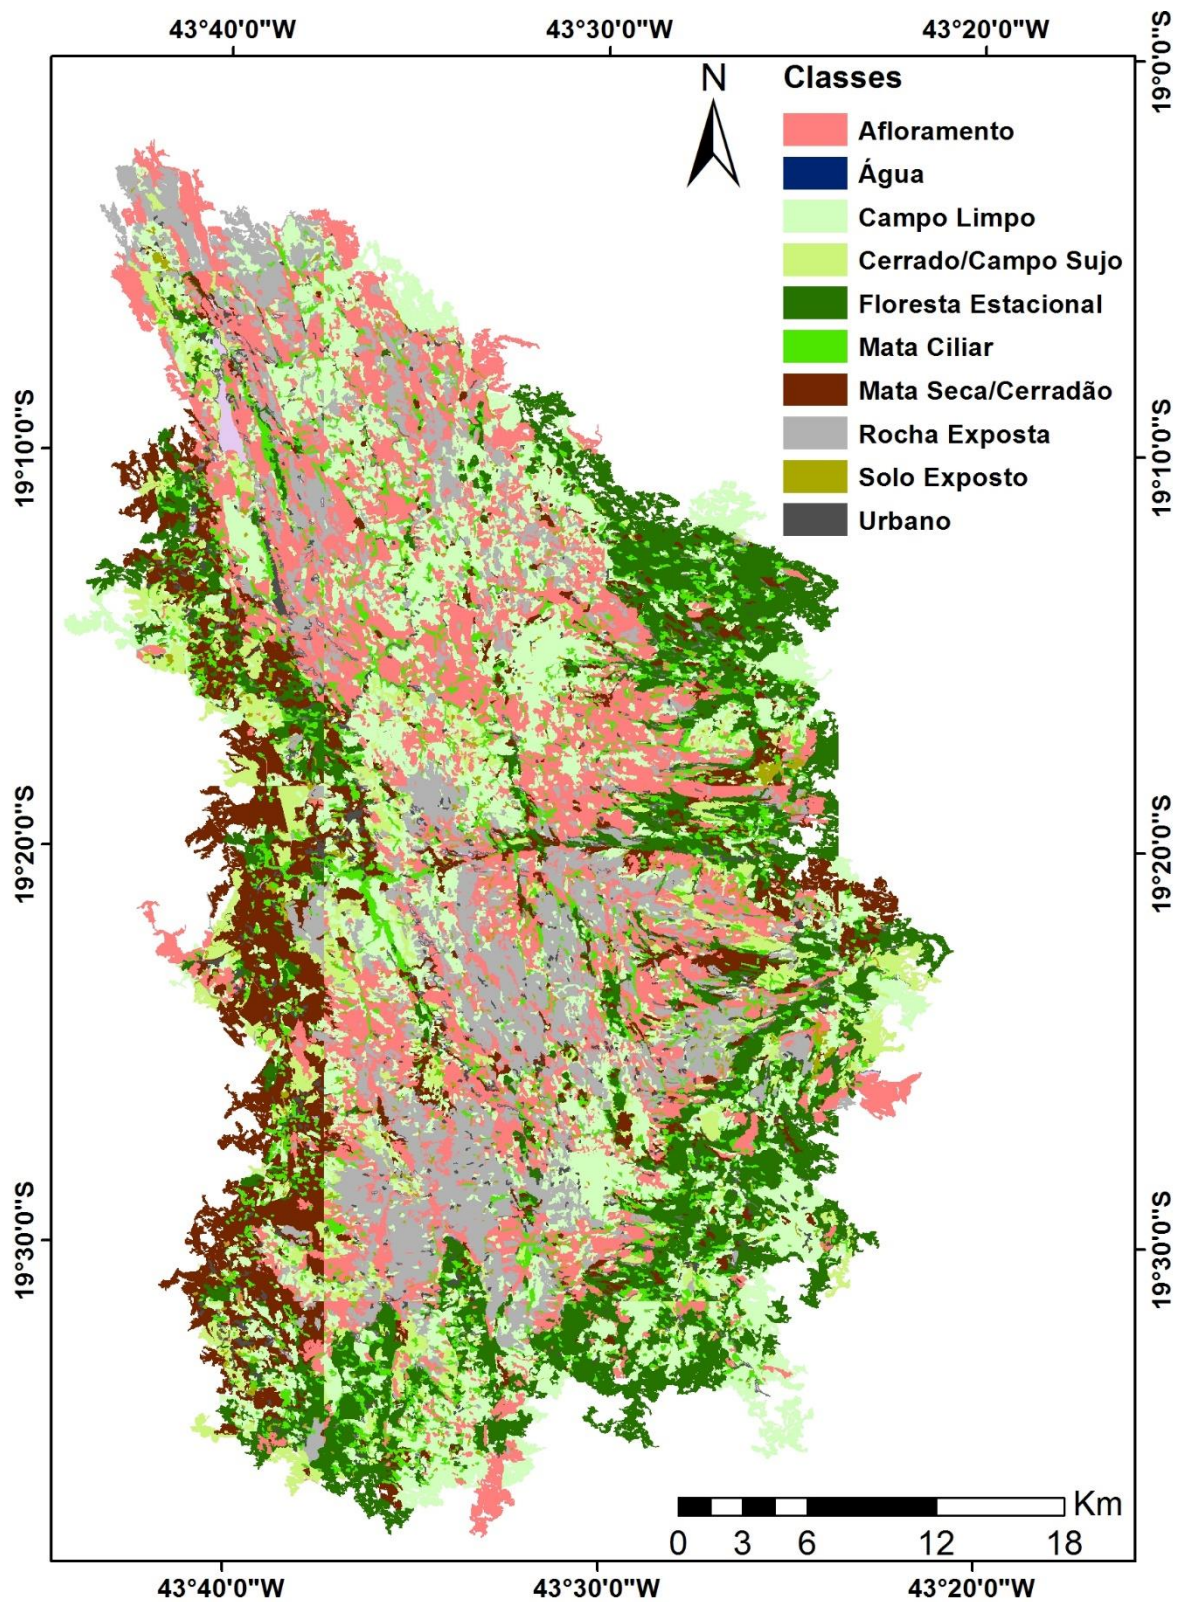 43°40'0"W 43°30'0"W 43°20'0"W
19°0'0"S
N
Classes
Afloramento
Água
Campo Limpo
Cerrado/Campo Sujo
Floresta Estacional
Mata Ciliar
Mata Seca/Cerradão
Rocha Exposta
Solo Exposto
Urbano
19°10'0"S 19°10'0"S
19°20'0"S 19°20'0"S
19°30'0"S 19°30'0"S
Km
0 3 6 12 18
43°40'0"W 43°30'0"W 43°20'0"W